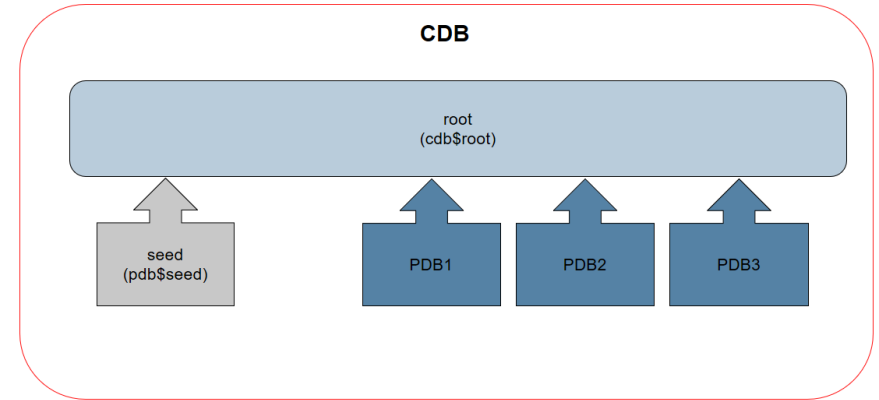 CDB
root
(cdb$root)
seed
(pdb$seed)
PDB1
PDB2
PDB3